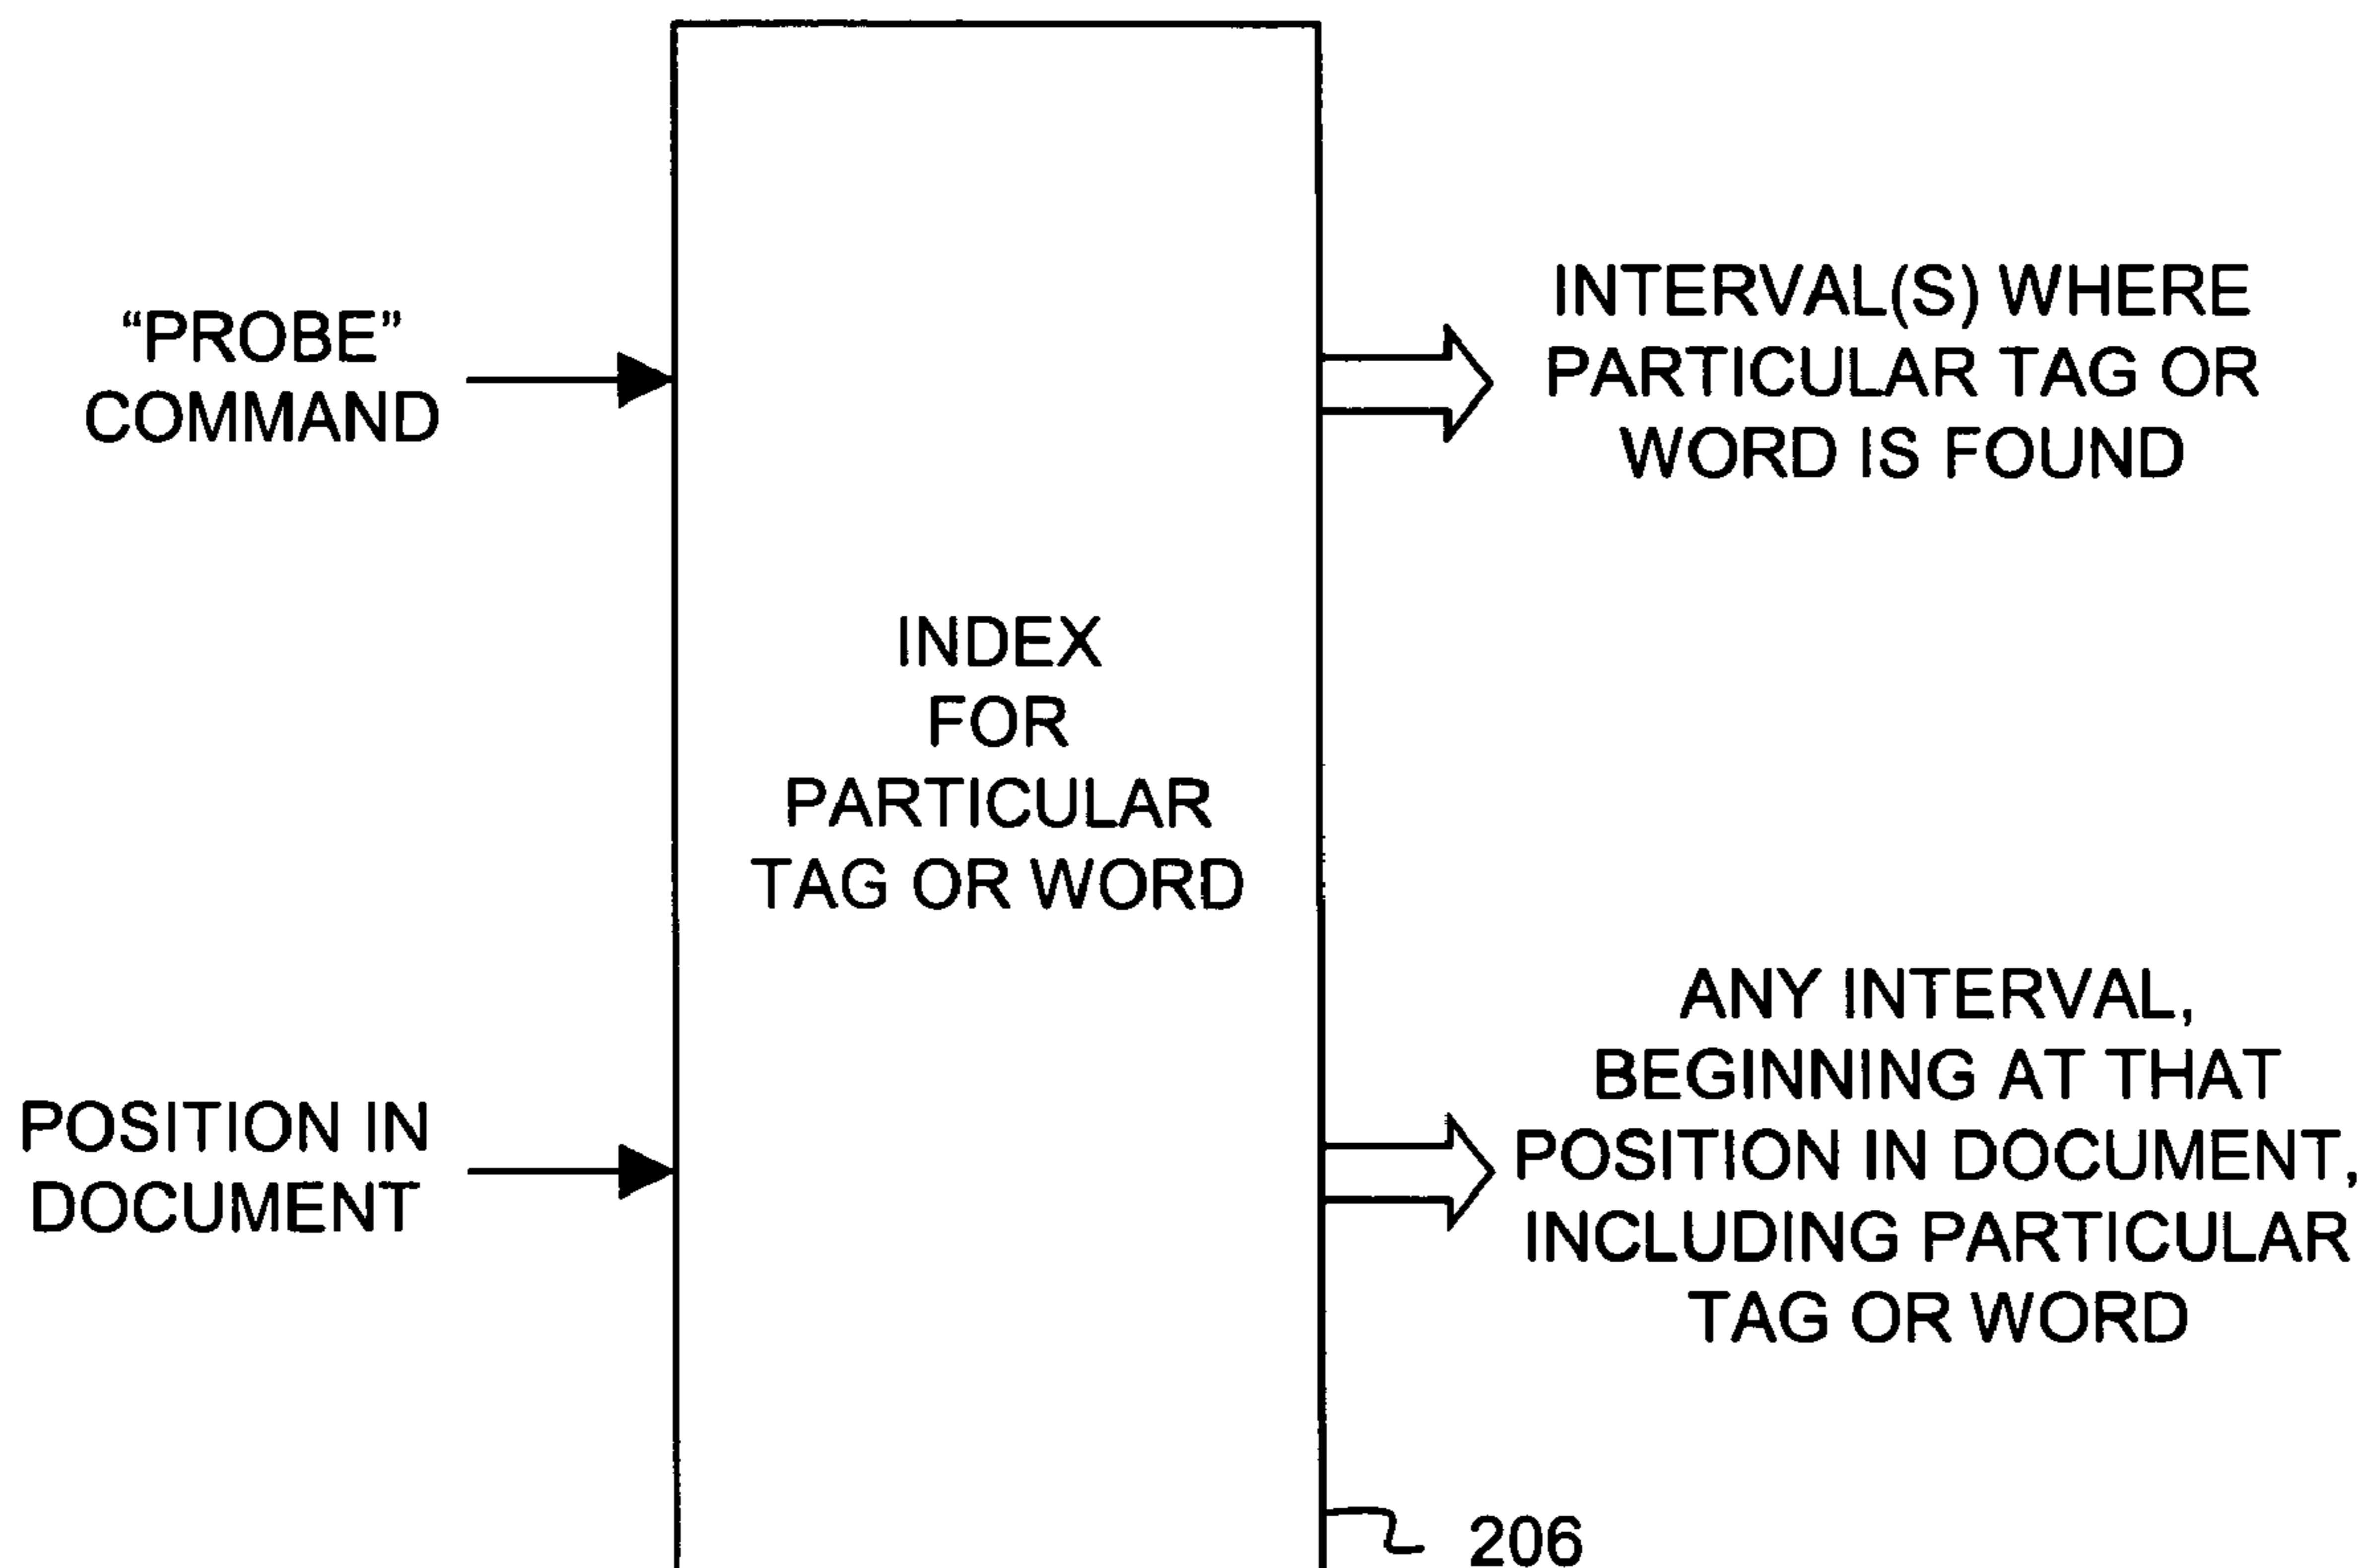 “PROBE”
COMMAND
INTERVAL(S) WHERE
PARTICULAR TAG OR
WORD IS FOUND
INDEX
FOR
PARTICULAR
TAG OR WORD
POSITION IN
DOCUMENT
ANY INTERVAL,
BEGINNING AT THAT
POSITION IN DOCUMENT,
INCLUDING PARTICULAR
TAG OR WORD
206